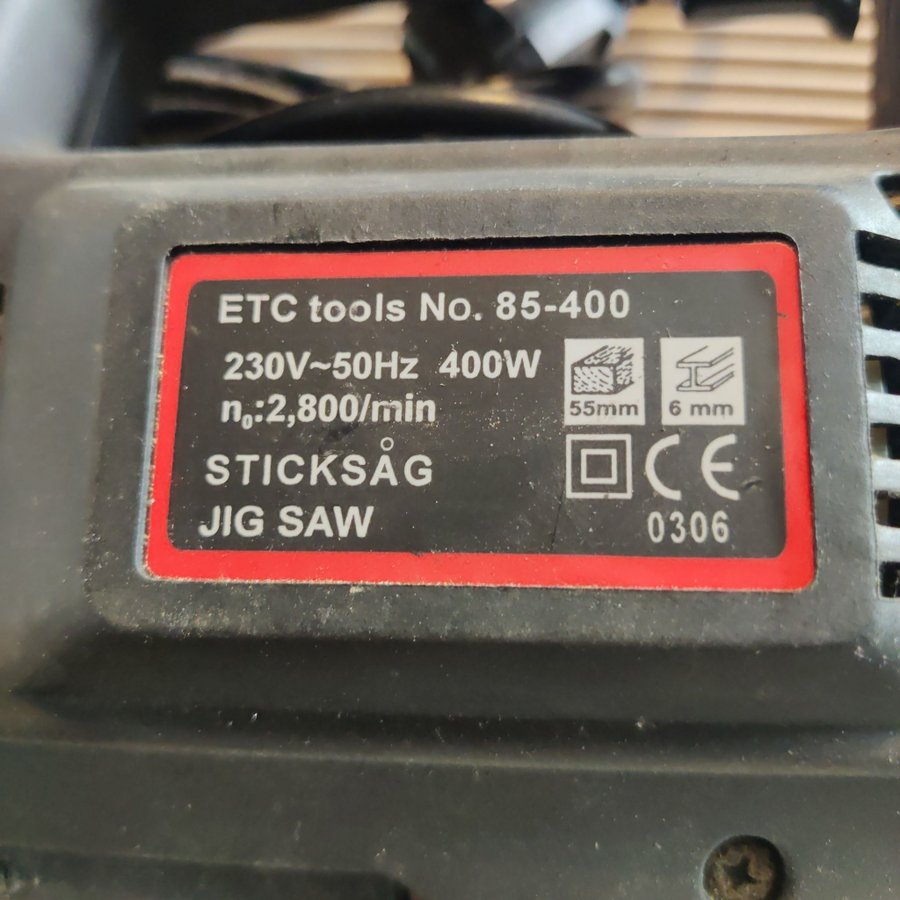 ETC tools No. 85-400
230V~50Hz 400W
n₀:2,800/min
55mm
6 mm
STICKSÅG
CE
JIG SAW
0306